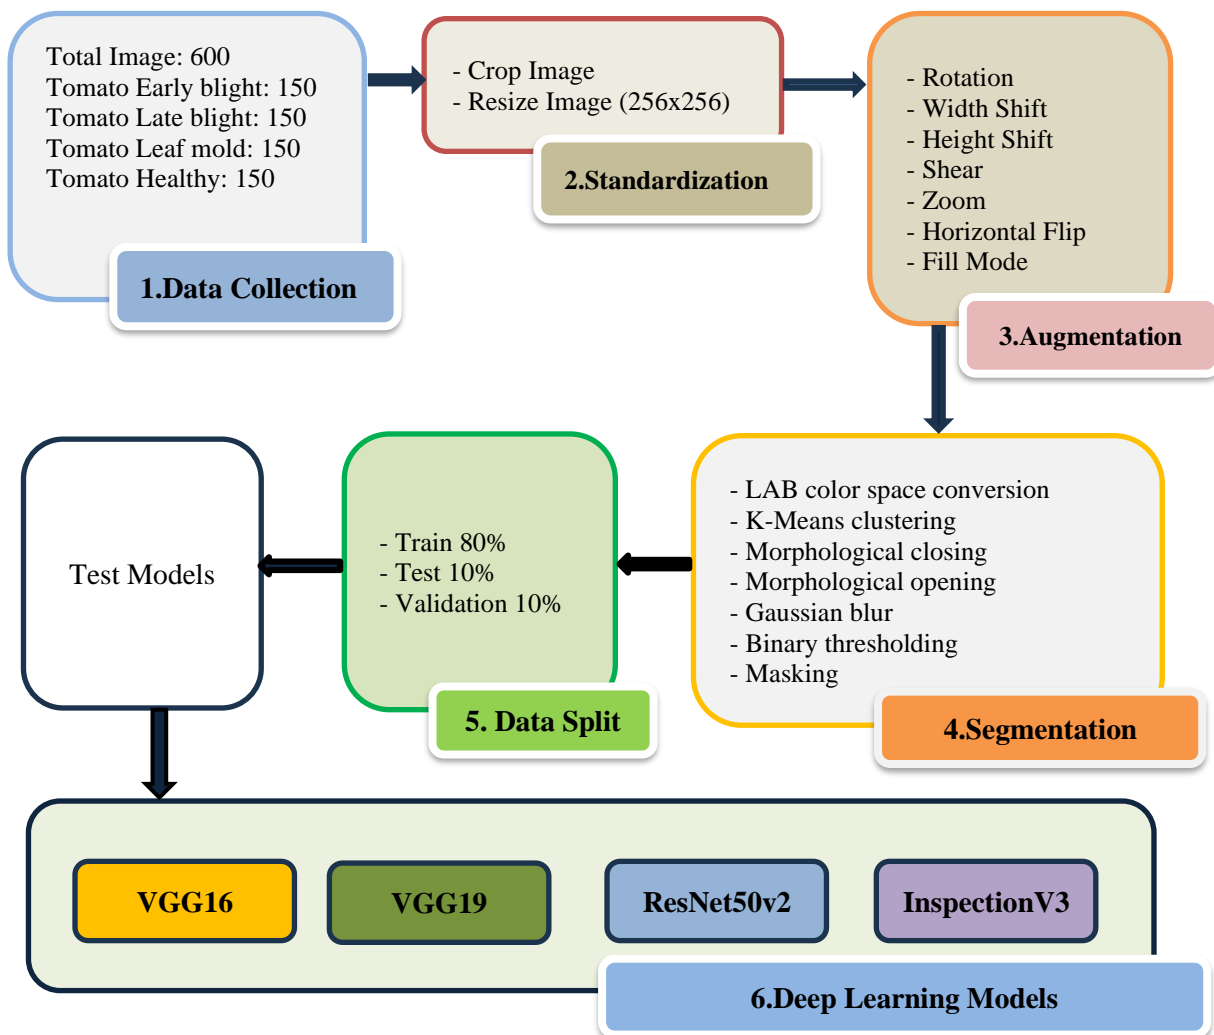 Total Image: 600
Tomato Early blight: 150
Tomato Late blight: 150
Tomato Leaf mold: 150
Tomato Healthy: 150
1.Data Collection
- Crop Image
- Resize Image (256x256)
2.Standardization
- Rotation
- Width Shift
- Height Shift
- Shear
- Zoom
- Horizontal Flip
- Fill Mode
3.Augmentation
- LAB color space conversion
- K-Means clustering
- Morphological closing
- Morphological opening
- Gaussian blur
- Binary thresholding
- Masking
4.Segmentation
- Train 80%
- Test 10%
- Validation 10%
5. Data Split
Test Models
VGG16
VGG19
ResNet50v2
InspectionV3
6.Deep Learning Models